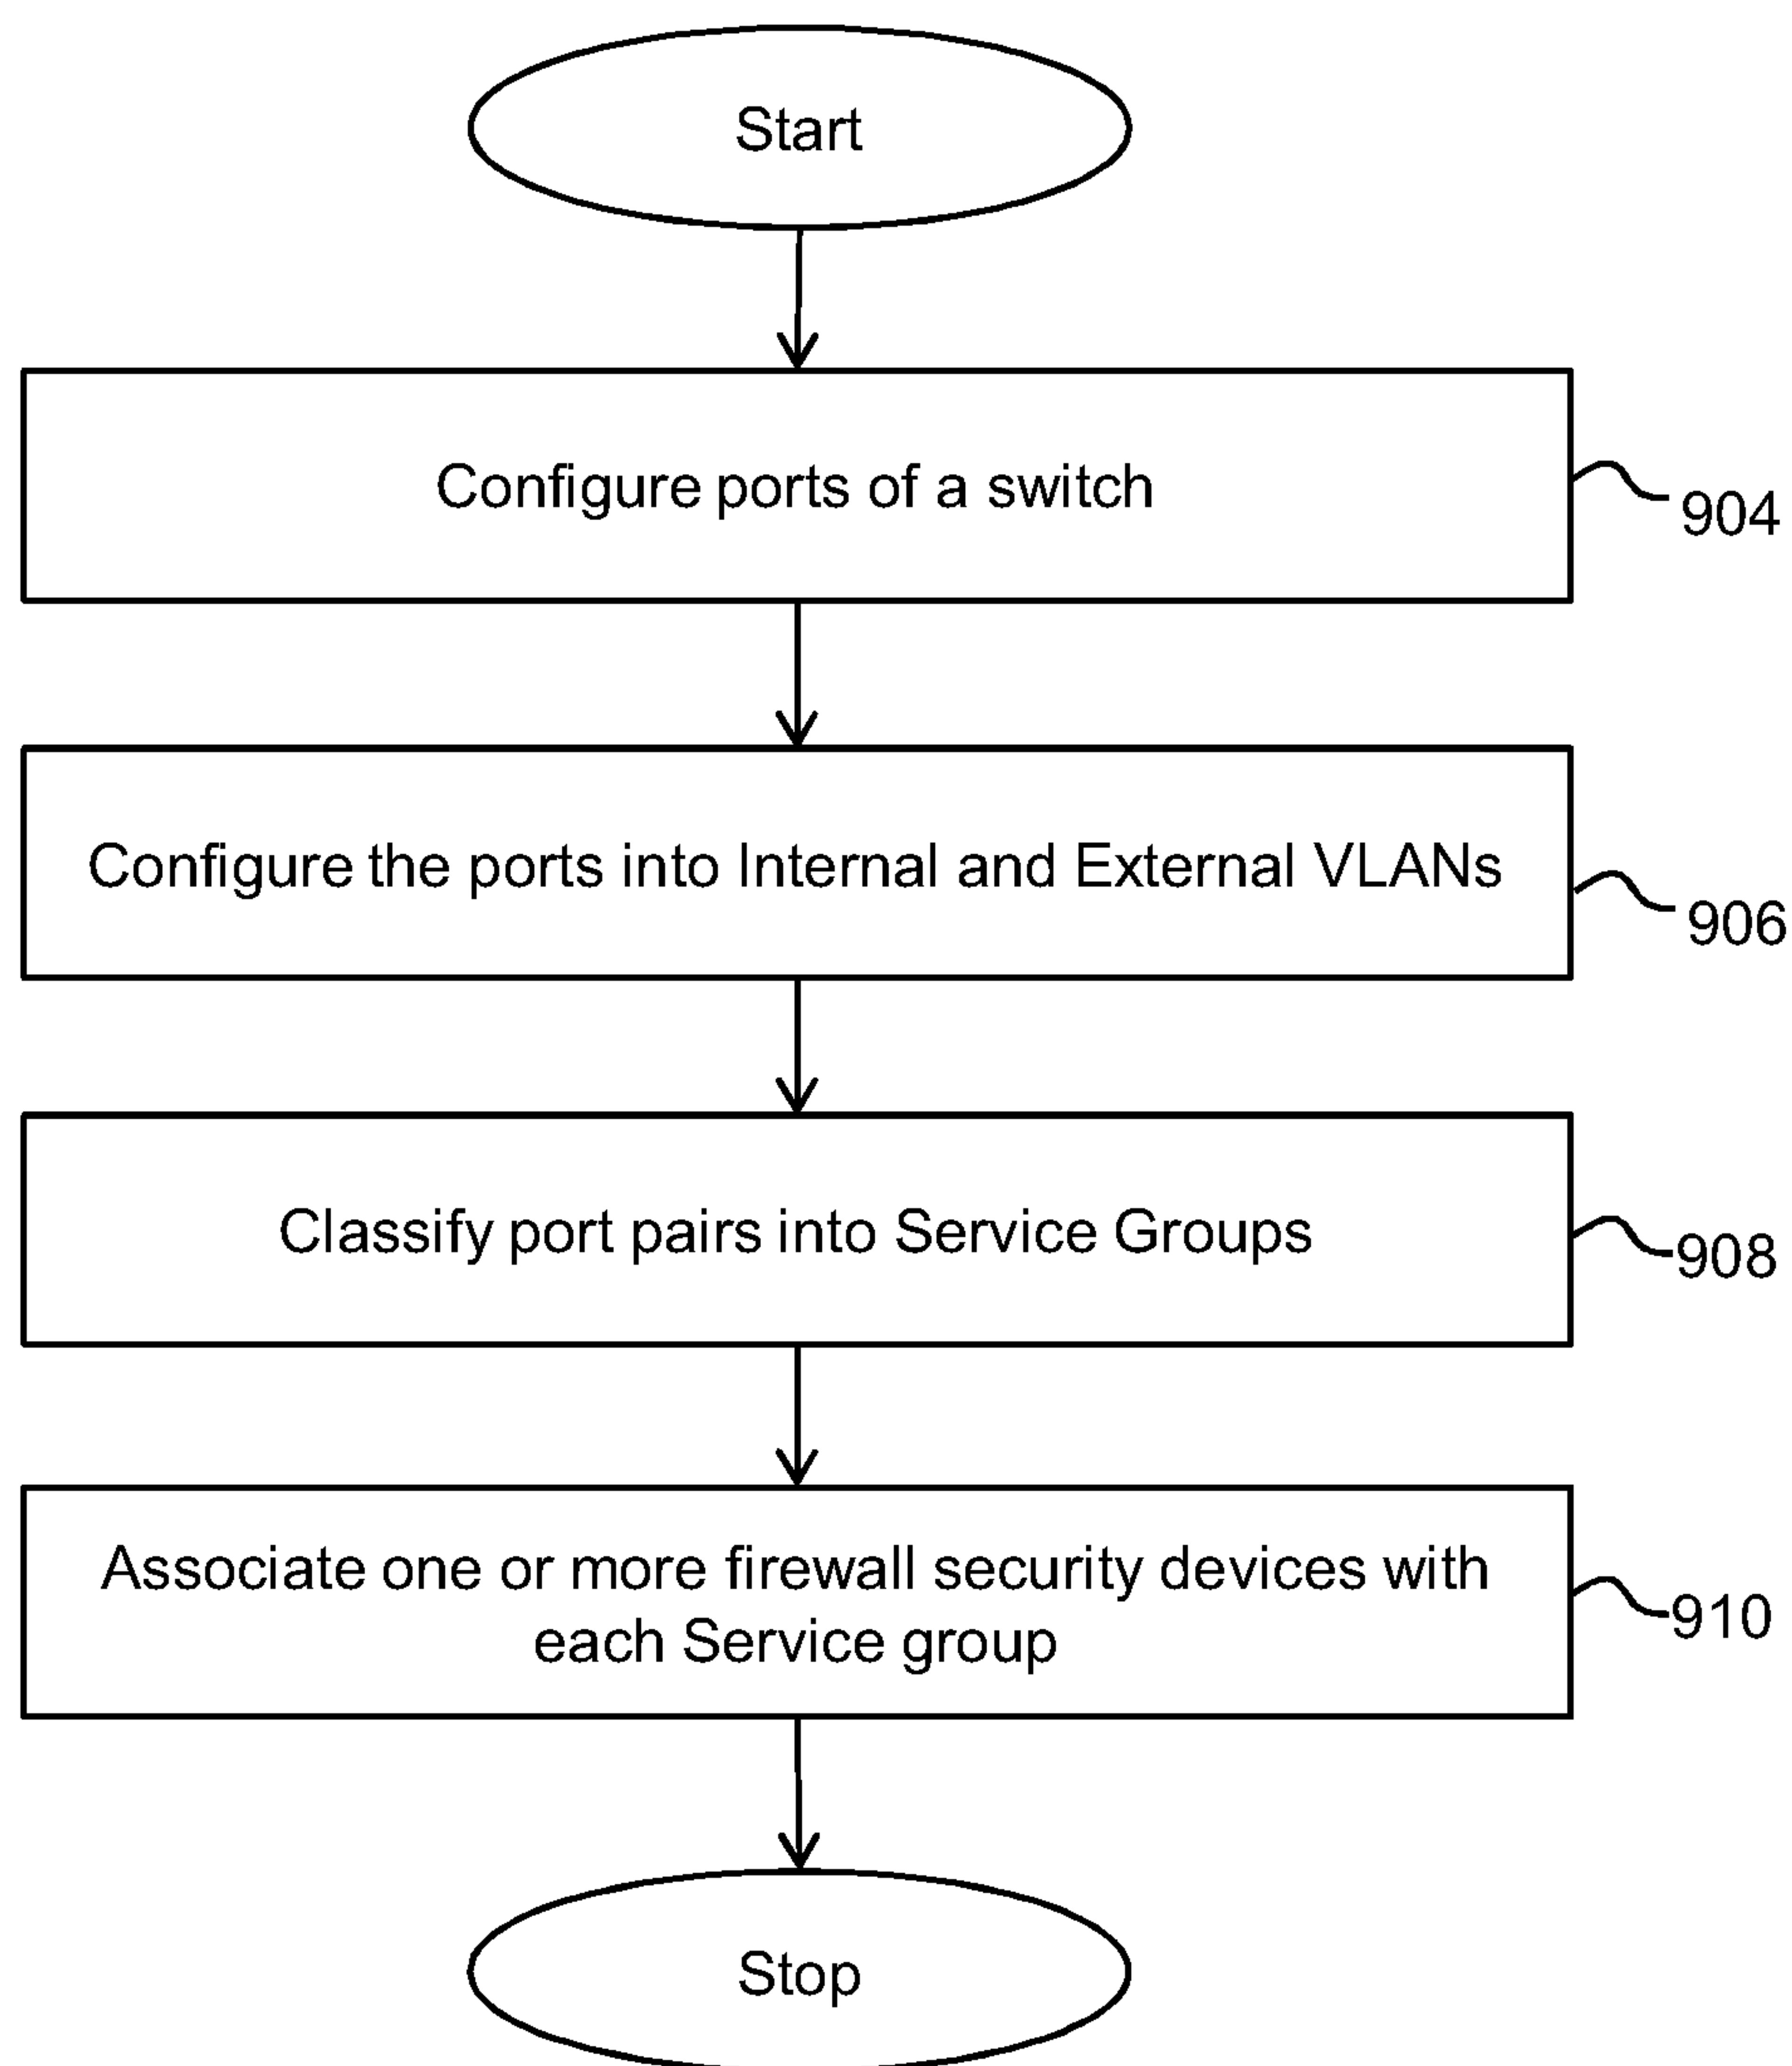 Start
Configure ports of a switch
904
Configure the ports into Internal and External VLANs
906
Classify port pairs into Service Groups
908
Associate one or more firewall security devices with
each Service group
910
Stop